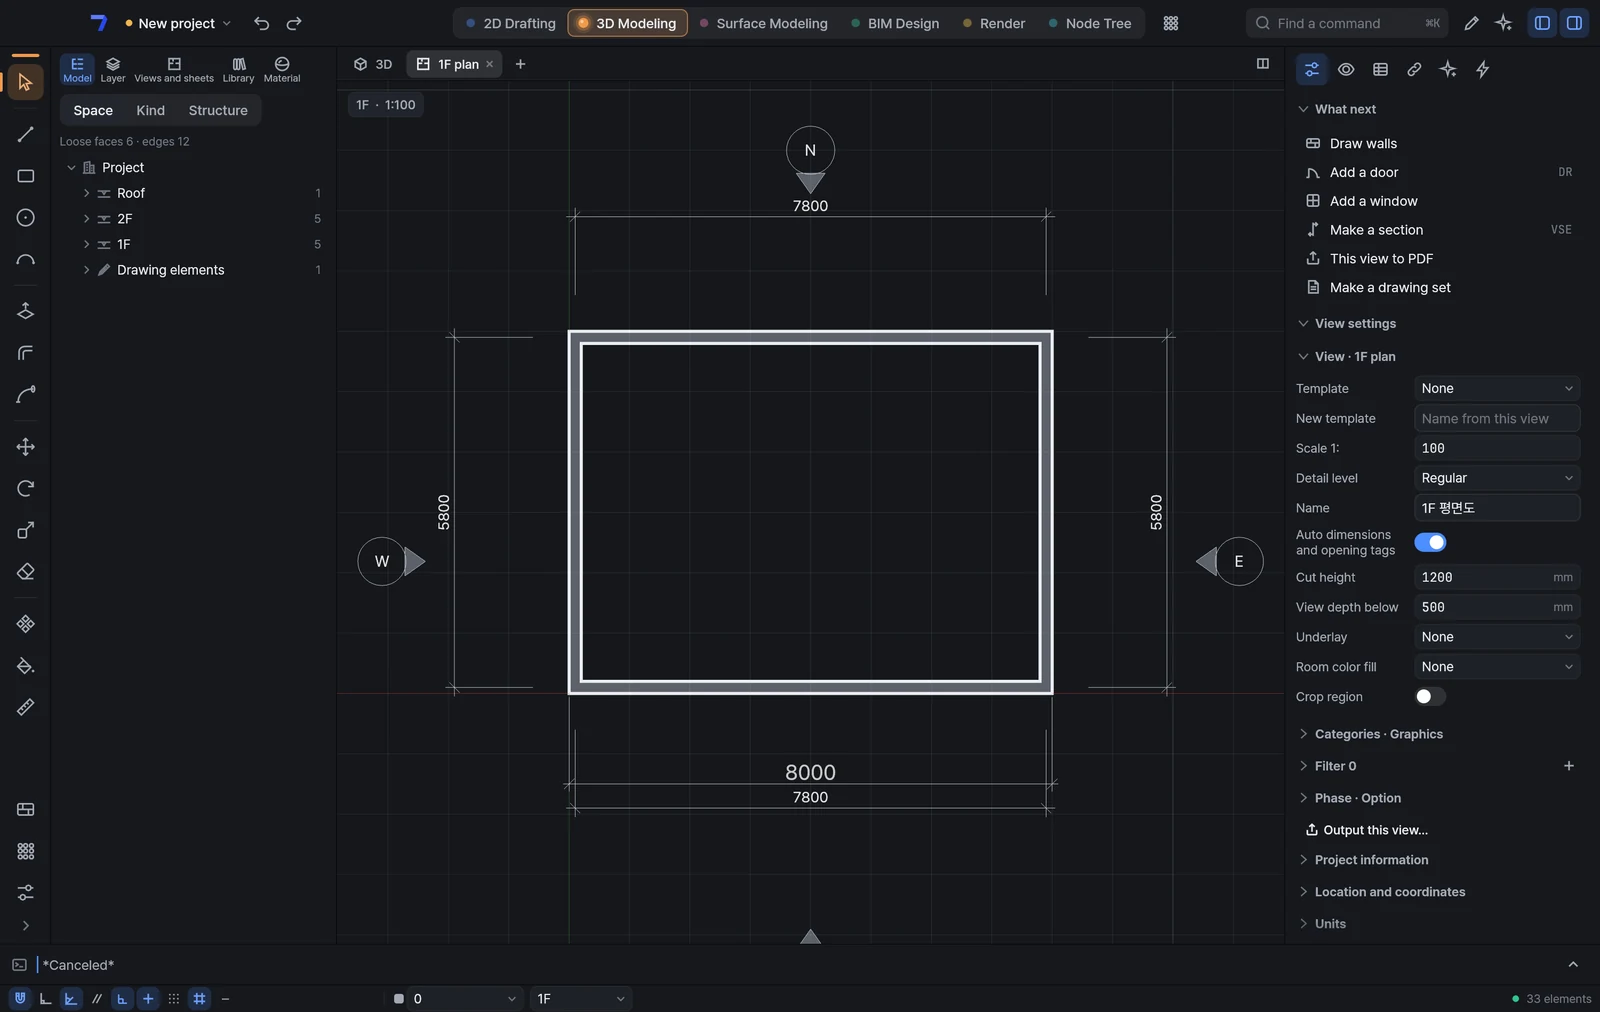 New project
2D Drafting
3D Modeling
Surface Modeling
BIM Design
Render
Node Tree
Find a command
⌘K
Model
Layer
Views and sheets
Library
Material
Space
Kind
Structure
Loose faces 6 · edges 12
Project
Roof 1
2F 5
1F 5
Drawing elements 1
3D
1F plan
1F · 1:100
N
7800
5800
5800
W
E
8000
7800
What next
Draw walls
Add a door DR
Add a window
Make a section VSE
This view to PDF
Make a drawing set
View settings
View · 1F plan
Template None
New template Name from this view
Scale 1: 100
Detail level Regular
Name 1F 평면도
Auto dimensions
and opening tags
Cut height 1200 mm
View depth below 500 mm
Underlay None
Room color fill None
Crop region
Categories · Graphics
Filter 0
Phase · Option
Output this view...
Project information
Location and coordinates
Units
*Canceled*
0
1F
33 elements